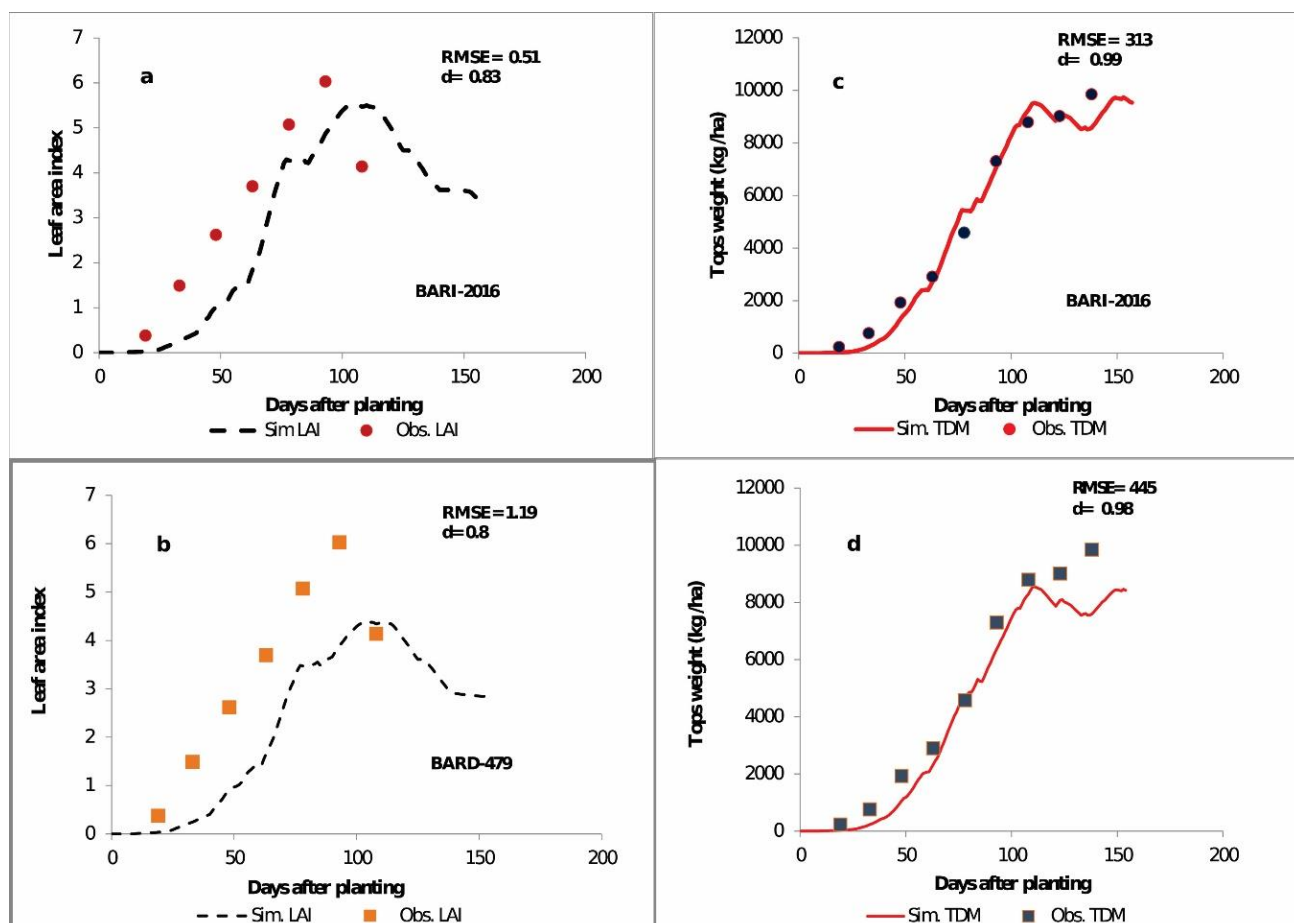 7
6
5
4
3
2
1
0
Leaf area index
a
RMSE= 0.51
d= 0.83
BARI-2016
0 50 100 150 200
Days after planting
Sim LAI Obs. LAI
12000
10000
8000
6000
4000
2000
0
Tops weight (kg/ha)
c
RMSE= 313
d= 0.99
BARI-2016
0 50 100 150 200
Days after planting
Sim. TDM Obs. TDM
7
6
5
4
3
2
1
0
Leaf area index
b
RMSE=1.19
d=0.8
BARD-479
0 50 100 150 200
Days after planting
Sim. LAI Obs. LAI
12000
10000
8000
6000
4000
2000
0
Tops weight (kg/ha)
d
RMSE= 445
d= 0.98
0 50 100 150 200
Days after planting
Sim. TDM Obs. TDM